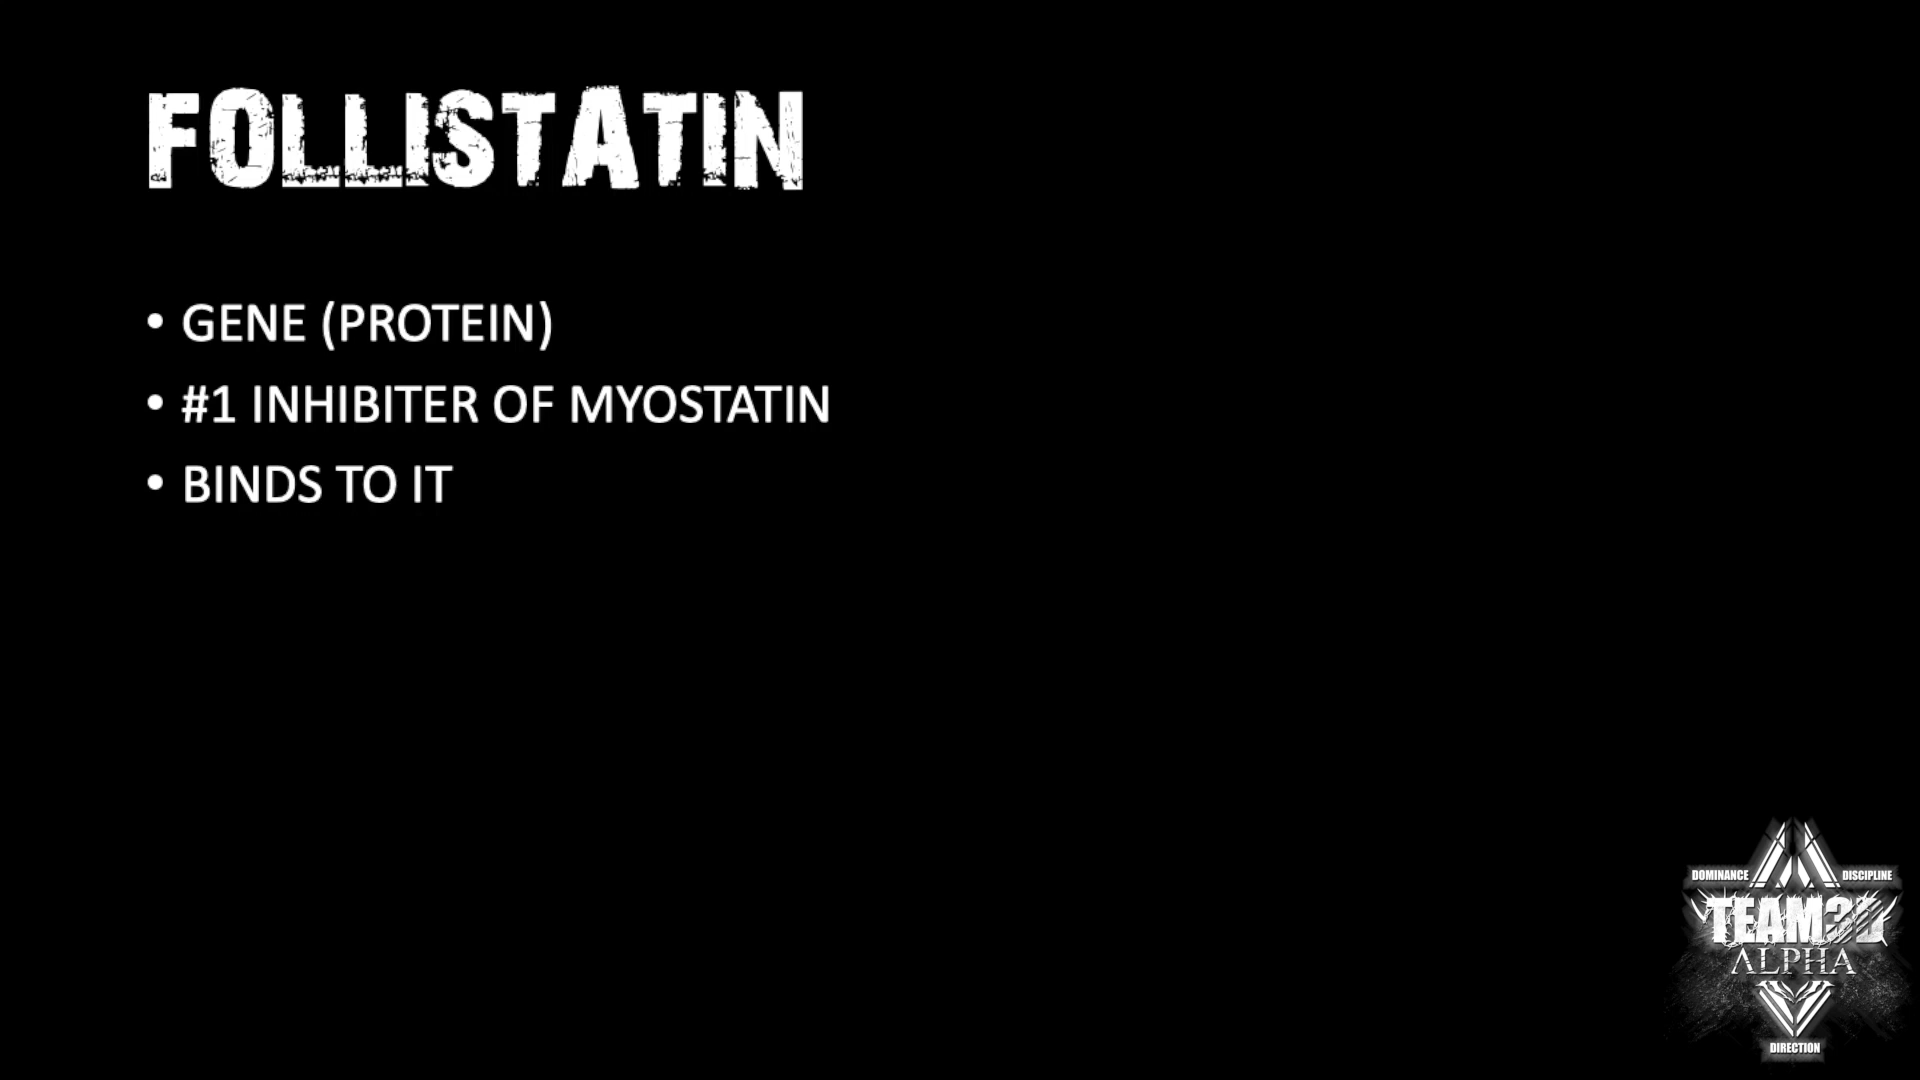 FOLLISTATIN
• GENE (PROTEIN)
• #1 INHIBITER OF MYOSTATIN
• BINDS TO IT
DOMINANCE DISCIPLINE
TEAM3D
ALPHA
DIRECTION